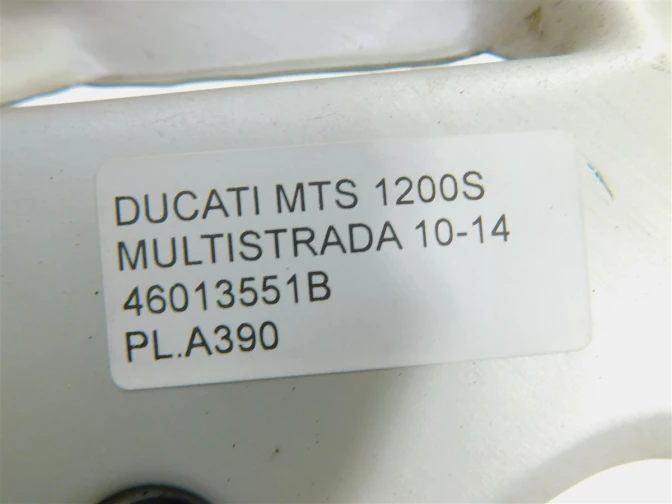 DUCATI MTS 1200S
MULTISTRADA 10-14
46013551B
PL.A390